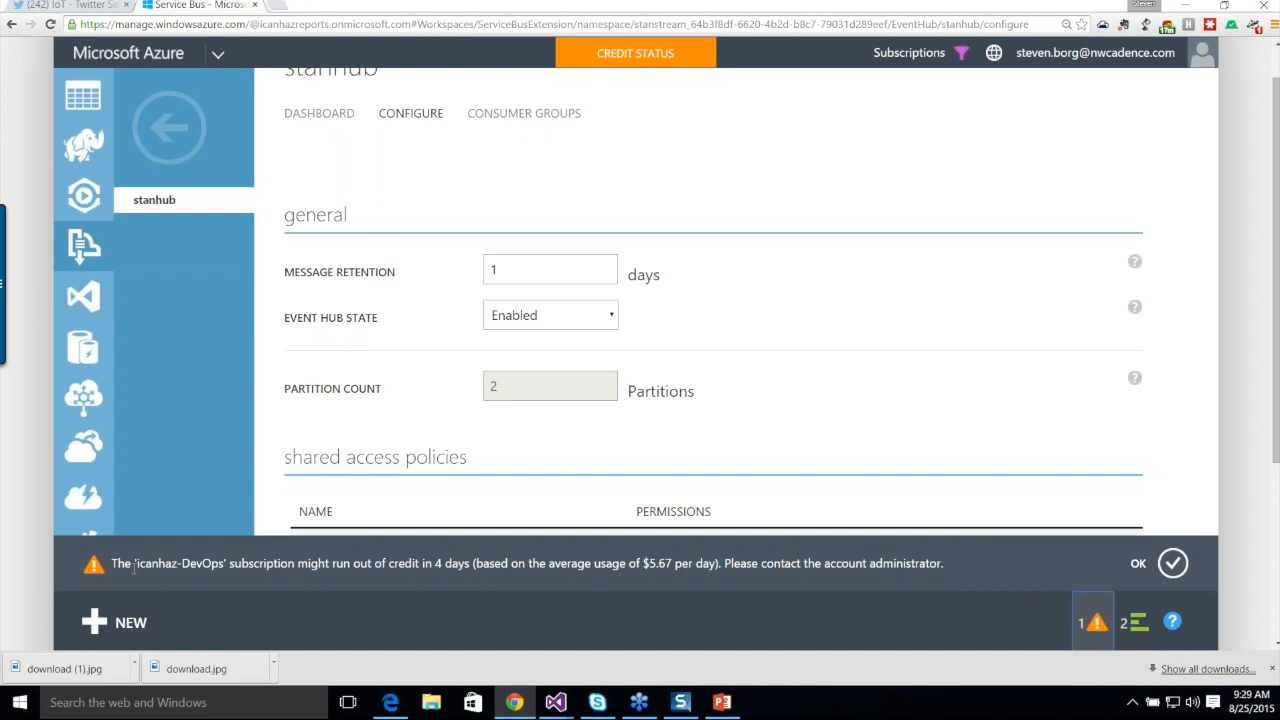 (242) IoT - Twitter Se
Service Bus - Micros
Steven
https://manage.windowsazure.com/@icanhazreports.onmicrosoft.com#Workspaces/ServiceBusExtension/namespace/stanstream_64b3f8df-6620-4b2d-b8c7-79031d289eef/EventHub/stanhub/configure
17m
Microsoft Azure
CREDIT STATUS
Subscriptions
steven.borg@nwcadence.com
stanhub
DASHBOARD
CONFIGURE
CONSUMER GROUPS
stanhub
general
MESSAGE RETENTION
1
days
EVENT HUB STATE
Enabled
PARTITION COUNT
2
Partitions
shared access policies
NAME
PERMISSIONS
The 'icanhaz-DevOps' subscription might run out of credit in 4 days (based on the average usage of $5.67 per day). Please contact the account administrator.
OK
NEW
1
2
download (1).jpg
download.jpg
Show all downloads...
Search the web and Windows
9:29 AM
8/25/2015